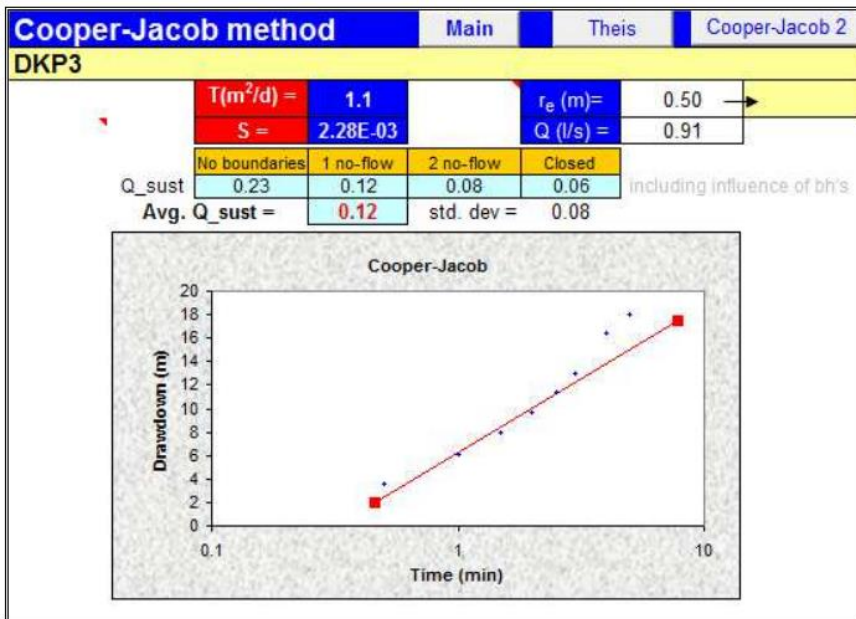 Cooper-Jacob method Main Theis Cooper-Jacob 2
DKP3
T(m²/d) = 1.1 rₑ (m)= 0.50
S = 2.28E-03 Q (l/s) = 0.91
No boundaries 1 no-flow 2 no-flow Closed
Q_sust 0.23 0.12 0.08 0.06 including influence of bh's
Avg. Q_sust = 0.12 std. dev = 0.08
Cooper-Jacob
20
18
16
14
12
10
8
6
4
2
0
Drawdown (m)
0.1 1 10
Time (min)